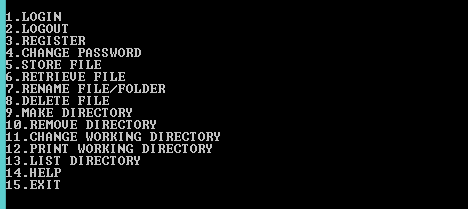 1.LOGIN
2.LOGOUT
3.REGISTER
4.CHANGE PASSWORD
5.STORE FILE
6.RETRIEVE FILE
7.RENAME FILE/FOLDER
8.DELETE FILE
9.MAKE DIRECTORY
10.REMOVE DIRECTORY
11.CHANGE WORKING DIRECTORY
12.PRINT WORKING DIRECTORY
13.LIST DIRECTORY
14.HELP
15.EXIT